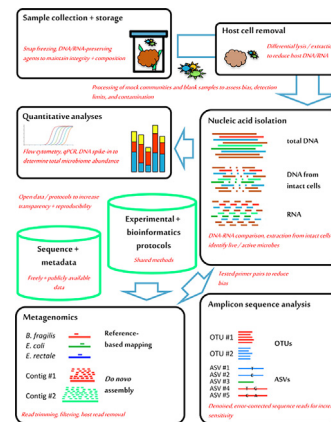 Sample collection + storage
Snap freezing, DNA/RNA-preserving
agents to maintain integrity + composition
Host cell removal
Differential lysis / extraction
to reduce host DNA/RNA
Processing of mock communities and blank samples to assess bias, detection
limits, and contamination
Quantitative analyses
Flow cytometry, qPCR, DNA spike-in to
determine total microbiome abundance
Nucleic acid isolation
total DNA
DNA from
intact cells
RNA
DNA-RNA comparison, extraction from intact cells
identify live / active microbes
Open data / protocols to increase
transparency + reproducibility
Experimental +
bioinformatics
protocols
Shared methods
Sequence +
metadata
Freely + publicly available
data
Tested primer pairs to reduce
bias
Metagenomics
B. fragilis
E. coli
E. rectale
Reference-
based mapping
Contig #1
Contig #2
De novo
assembly
Read trimming, filtering, host read removal
Amplicon sequence analysis
OTU #1
OTU #2
OTUs
ASV #1
ASV #2
ASV #3
ASV #4
ASV #5
ASVs
Denoised, error-corrected sequence reads for increa
sensitivity